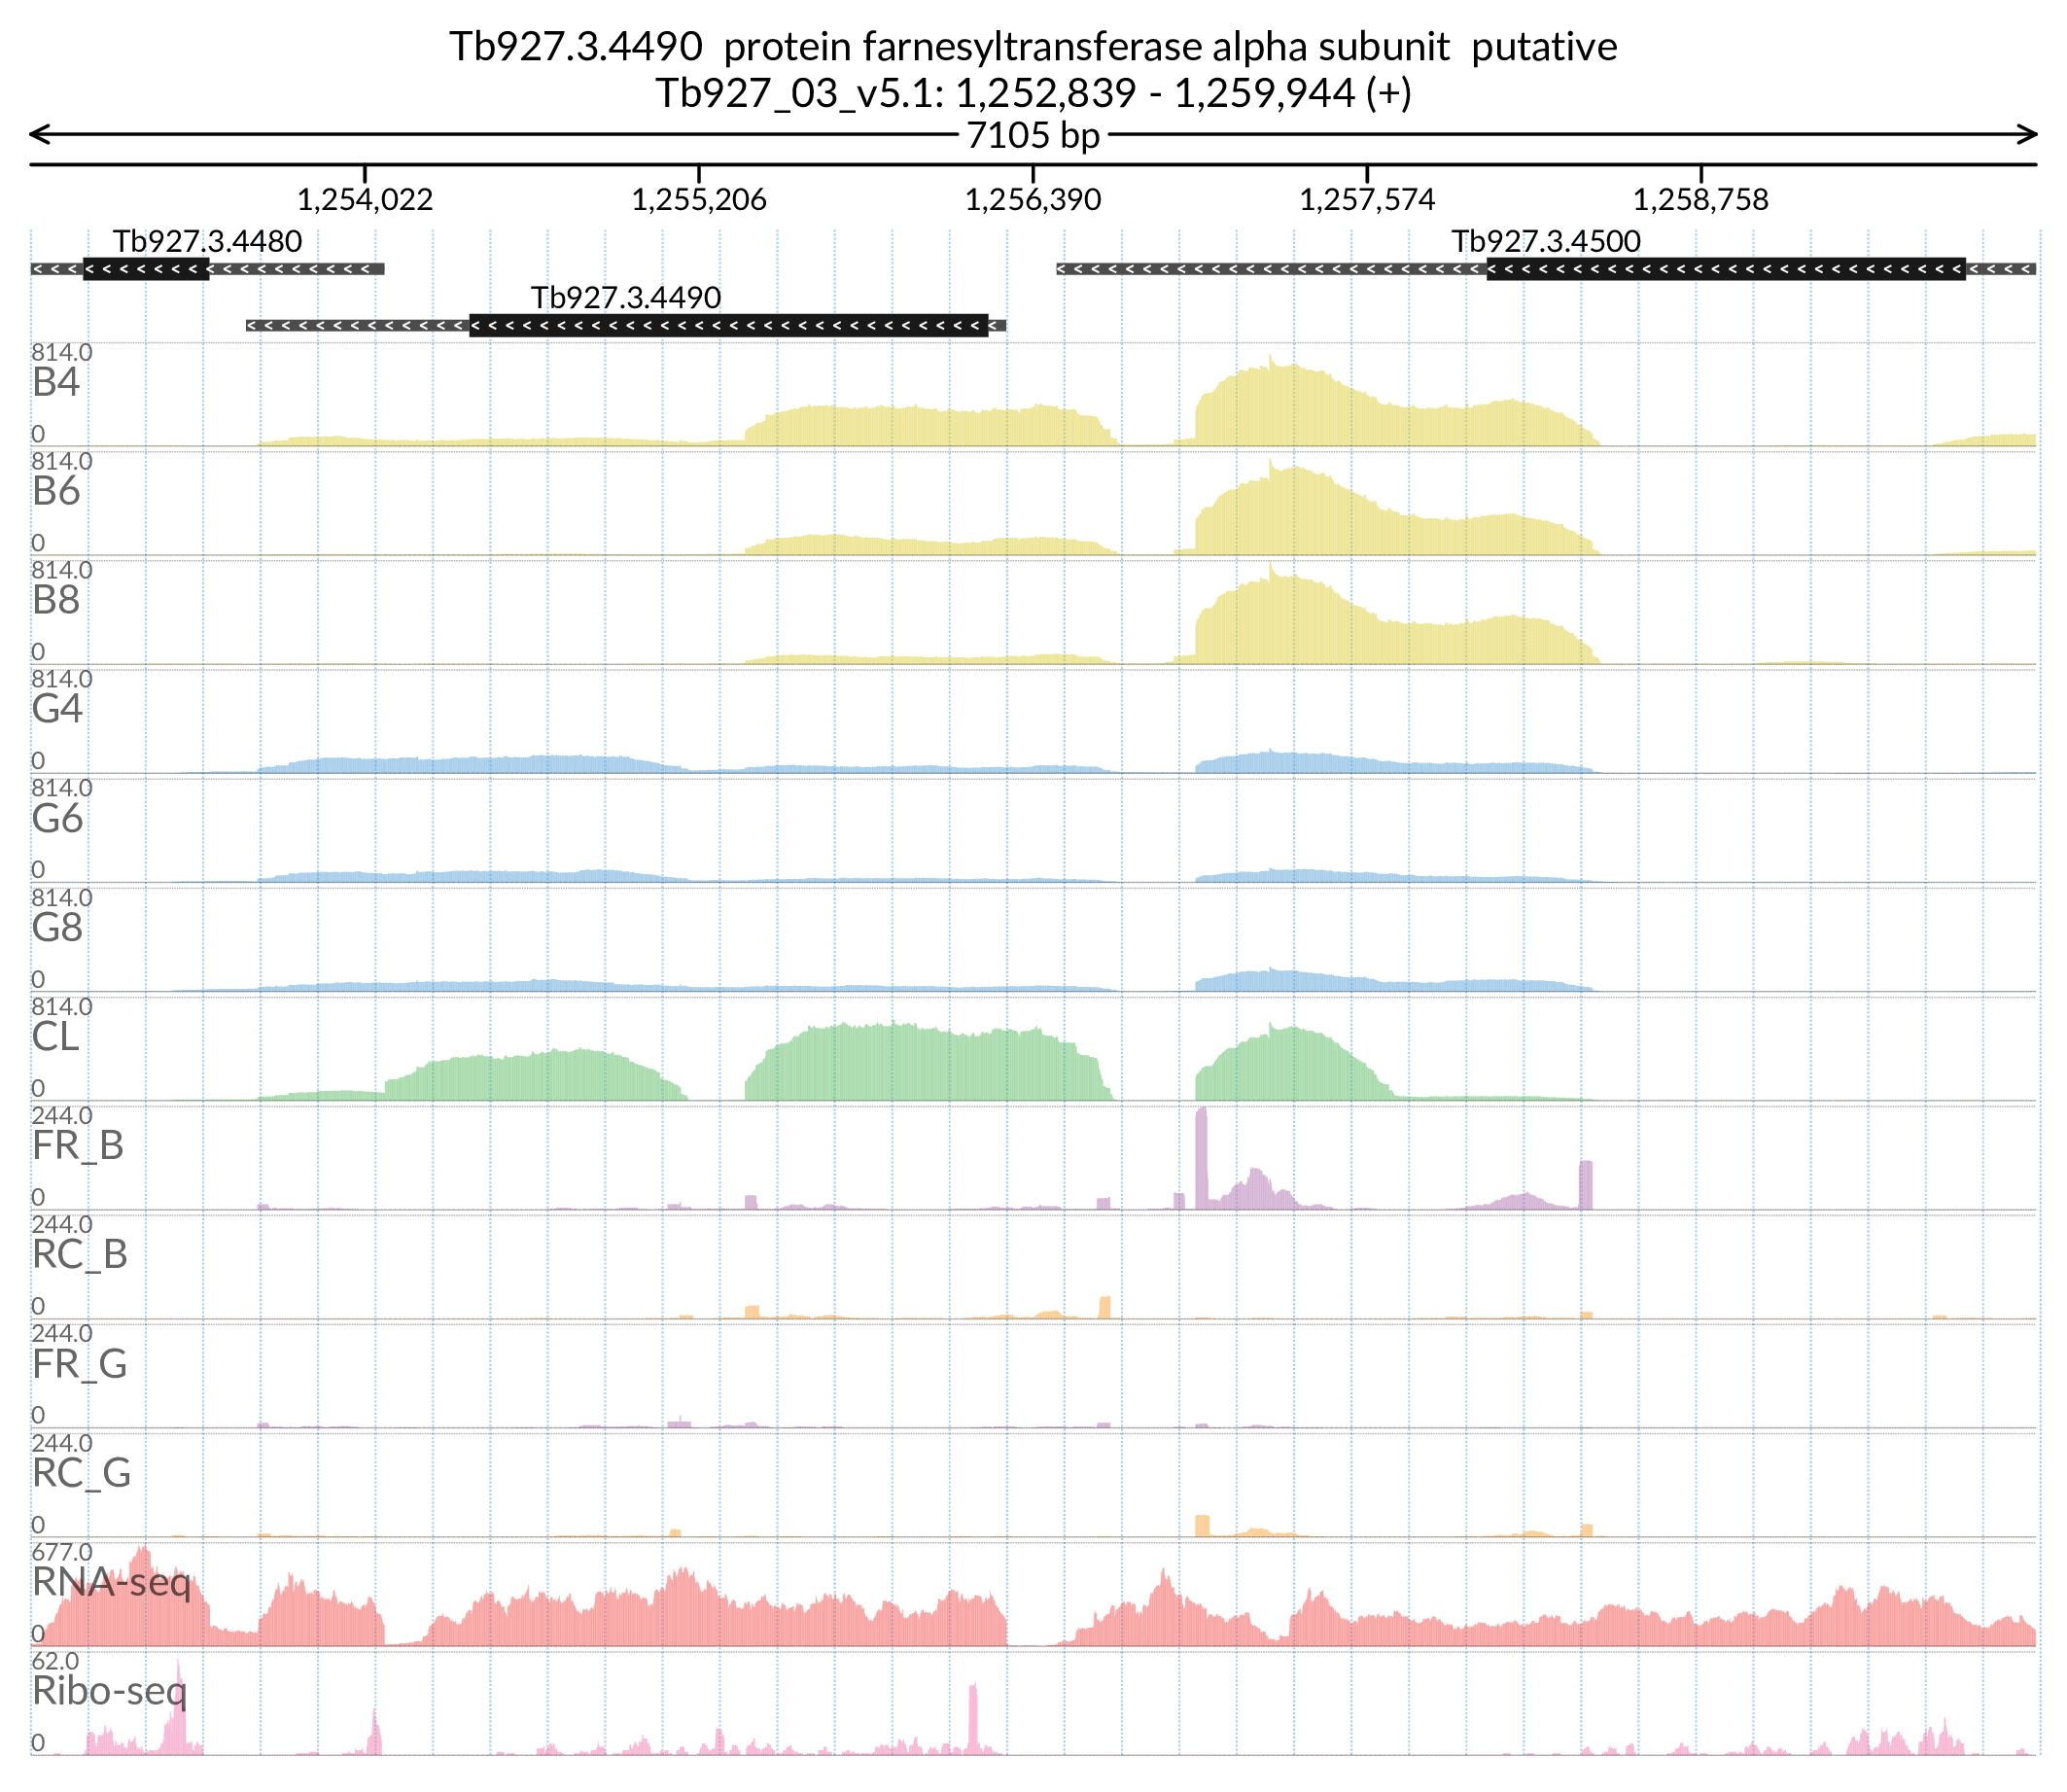 Tb927.3.4490  protein farnesyltransferase alpha subunit  putative
Tb927_03_v5.1: 1,252,839 - 1,259,944 (+)
7105 bp
1,254,022 1,255,206 1,256,390 1,257,574 1,258,758
Tb927.3.4480 Tb927.3.4500
Tb927.3.4490
814.0
B4
0
814.0
B6
0
814.0
B8
0
814.0
G4
0
814.0
G6
0
814.0
G8
0
814.0
CL
0
244.0
FR_B
0
244.0
RC_B
0
244.0
FR_G
0
244.0
RC_G
0
677.0
RNA-seq
0
62.0
Ribo-seq
0